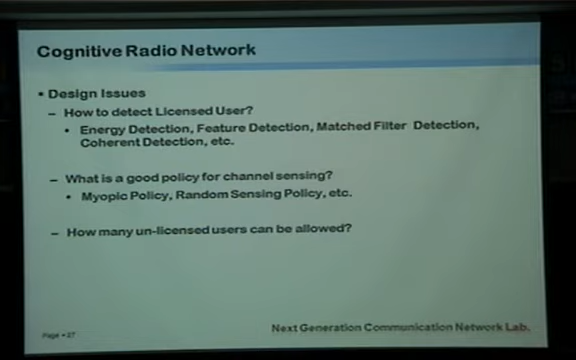 Cognitive Radio Network
• Design Issues
– How to detect Licensed User?
• Energy Detection, Feature Detection, Matched Filter Detection,
Coherent Detection, etc.
– What is a good policy for channel sensing?
• Myopic Policy, Random Sensing Policy, etc.
– How many un-licensed users can be allowed?
Page • 27
Next Generation Communication Network Lab.